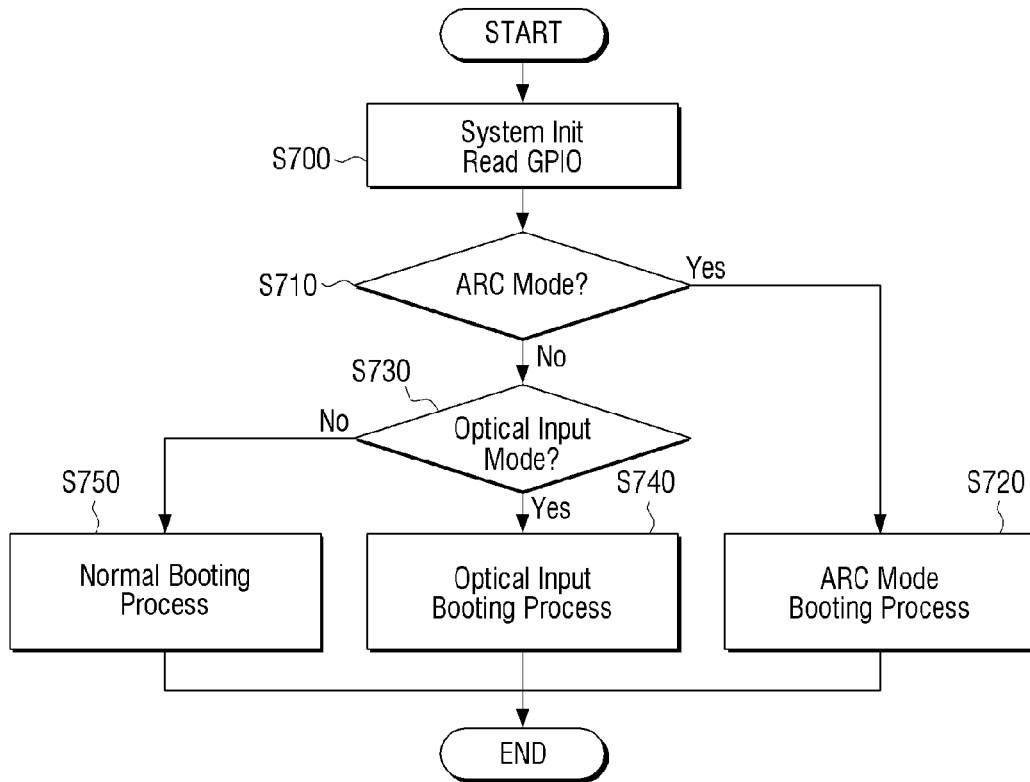 START
S700
System Init
Read GPIO
S710
ARC Mode?
Yes
No
S730
No
Optical Input
Mode?
Yes
S750
Normal Booting
Process
S740
Optical Input
Booting Process
S720
ARC Mode
Booting Process
END